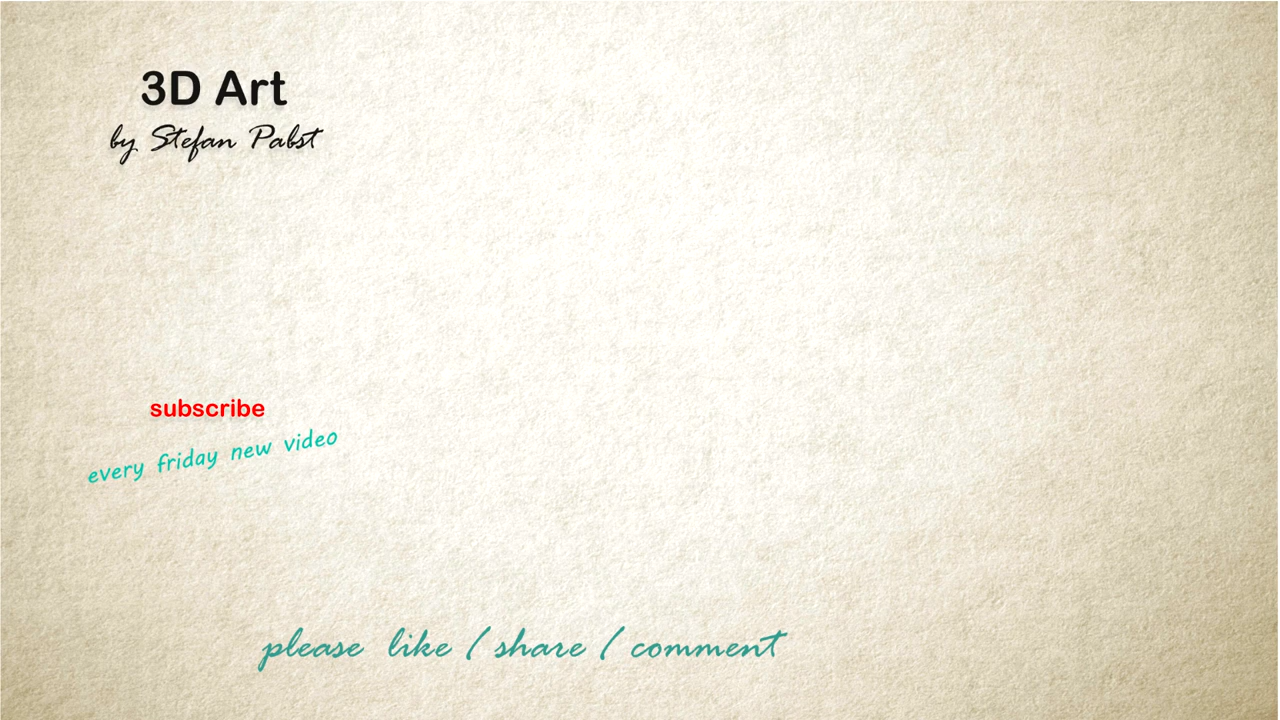 3D Art
by Stefan Pabst
subscribe
every friday new video
please like / share / comment